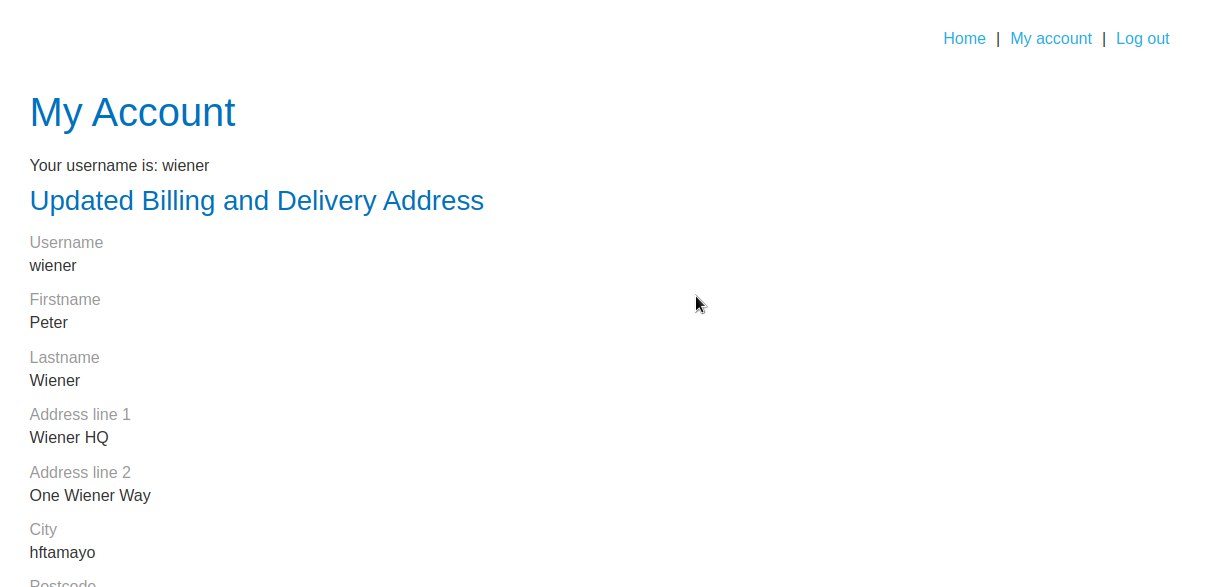 Home | My account | Log out
My Account
Your username is: wiener
Updated Billing and Delivery Address
Username
wiener
Firstname
Peter
Lastname
Wiener
Address line 1
Wiener HQ
Address line 2
One Wiener Way
City
hftamayo
Postcode